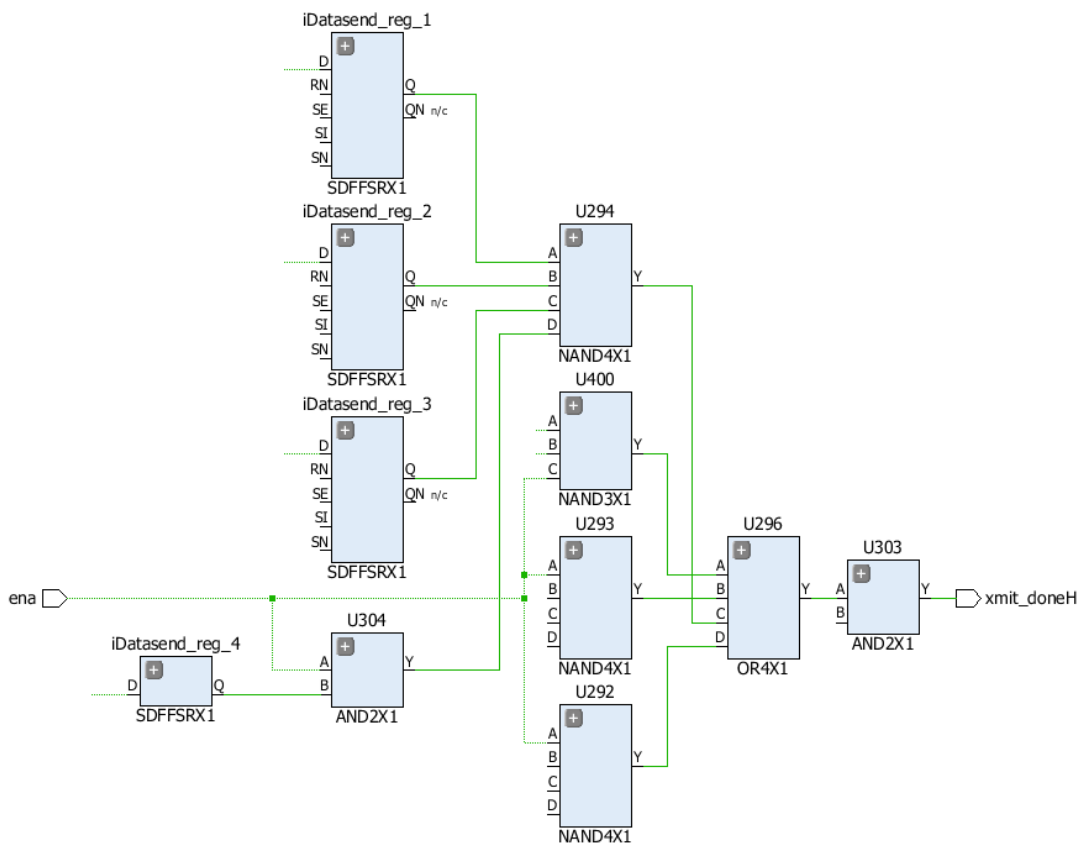 iDatasend_reg_1
D
RN
SE
SI
SN
Q
QN n/c
SDFFSRX1
iDatasend_reg_2
D
RN
SE
SI
SN
Q
QN n/c
SDFFSRX1
iDatasend_reg_3
D
RN
SE
SI
SN
Q
QN n/c
SDFFSRX1
U294
A
B
C
D
Y
NAND4X1
U400
A
B
C
Y
NAND3X1
U293
A
B
C
D
Y
NAND4X1
U296
A
B
C
D
Y
OR4X1
U303
A
B
Y
AND2X1
xmit_doneH
ena
iDatasend_reg_4
D
Q
SDFFSRX1
U304
A
B
Y
AND2X1
U292
A
B
C
D
Y
NAND4X1